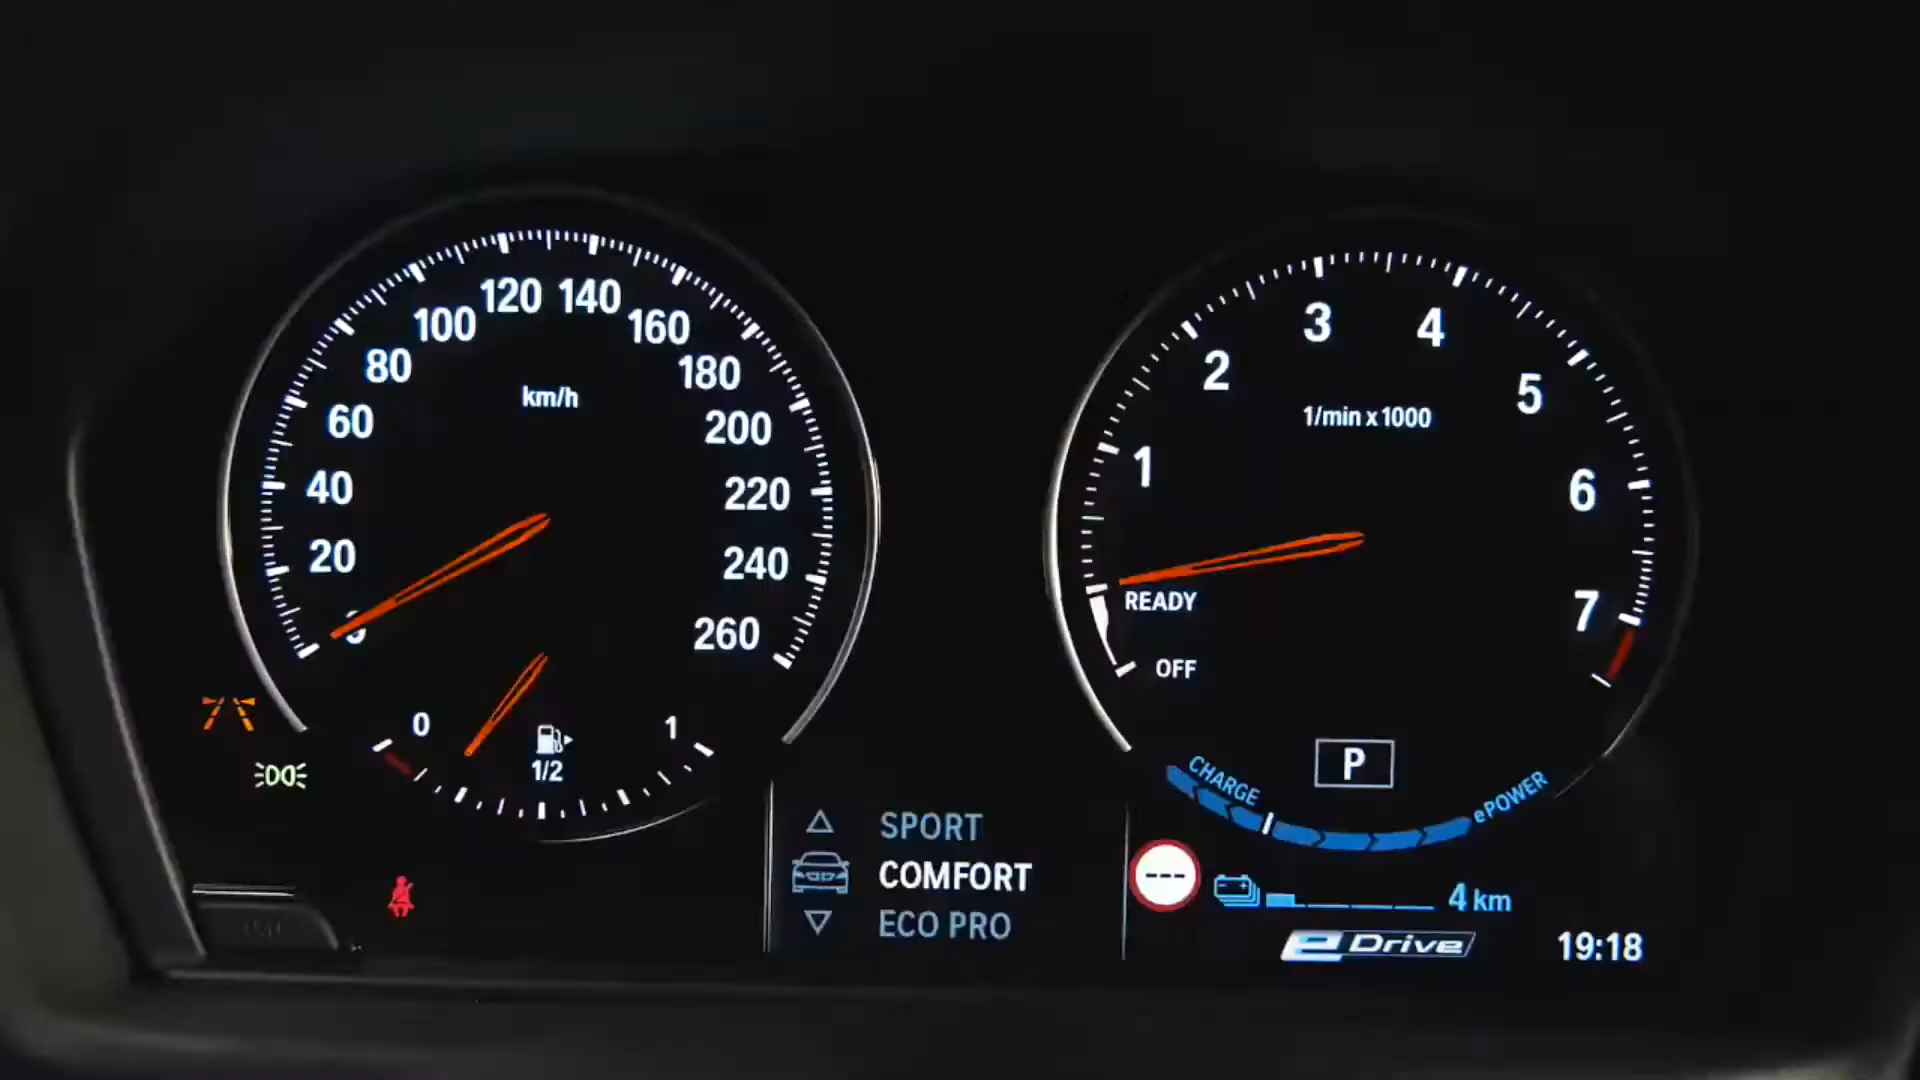 120 140
100 160
80 180
km/h
60 200
40 220
20 240
260
0 1
1/2
3 4
2 5
1/min x 1000
1 6
READY 7
OFF
P
CHARGE ePOWER
SPORT
COMFORT
ECO PRO
---
4 km
eDrive
19:18